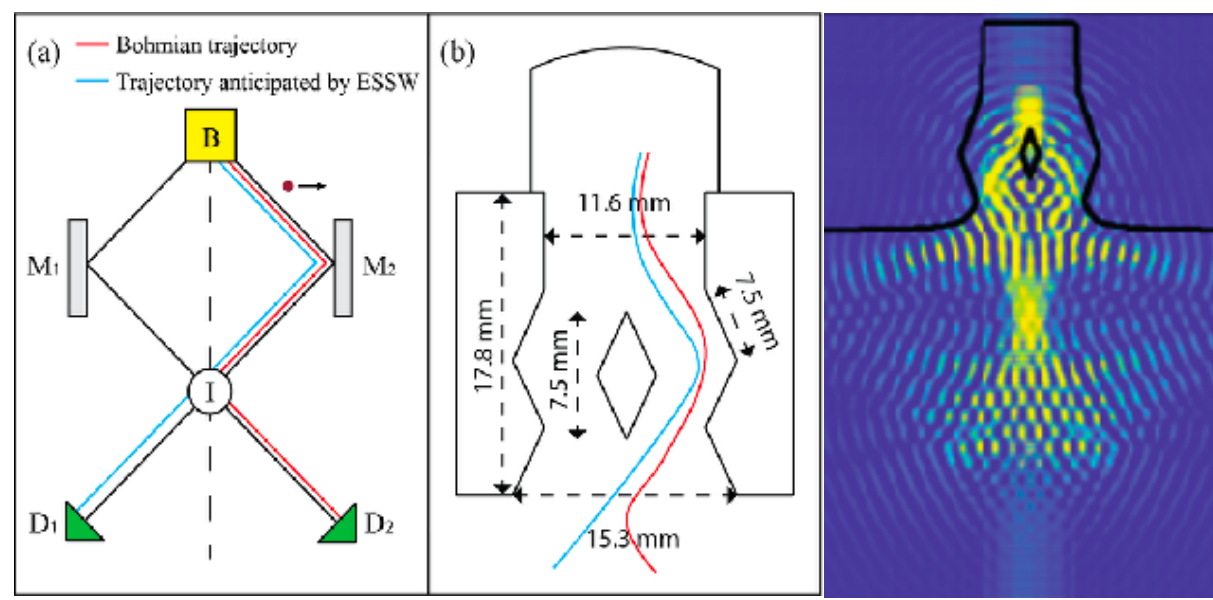 (a)
Bohmian trajectory
Trajectory anticipated by ESSW
B
M1
M2
I
D1
D2
(b)
11.6 mm
7.5 mm
17.8 mm
7.5 mm
15.3 mm